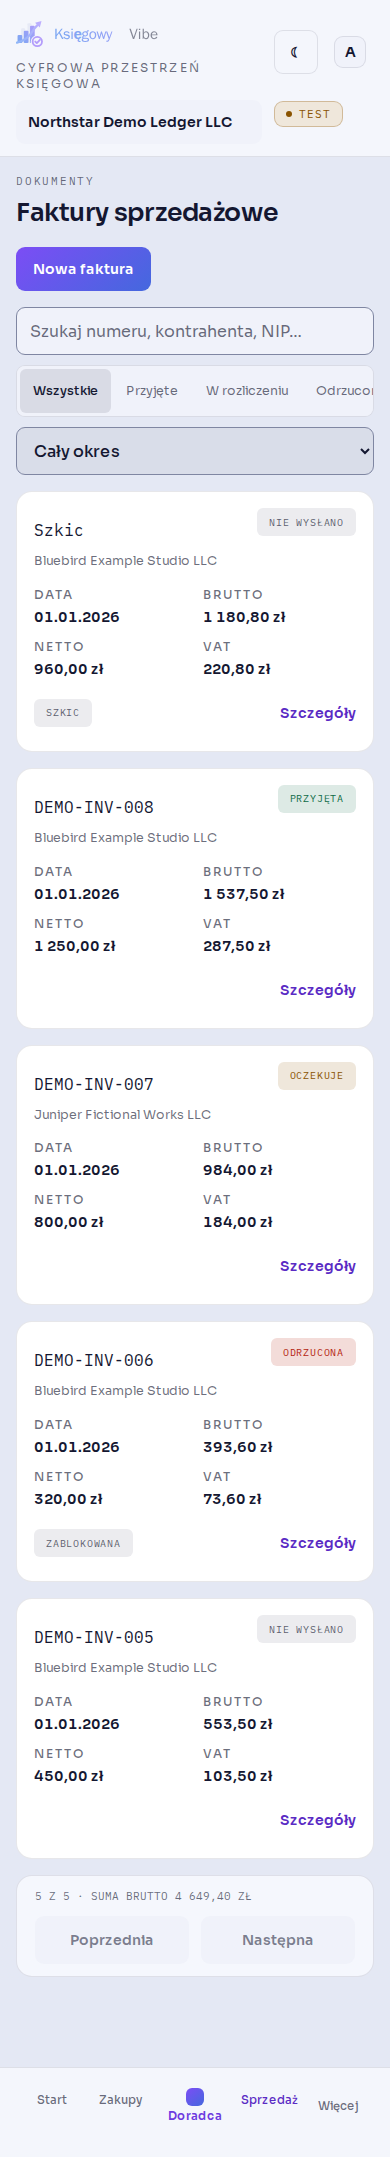 Księgowy Vibe
CYFROWA PRZESTRZEŃ
KSIĘGOWA
A
Northstar Demo Ledger LLC
TEST
DOKUMENTY
Faktury sprzedażowe
Nowa faktura
Szukaj numeru, kontrahenta, NIP...
Wszystkie Przyjęte W rozliczeniu Odrzucon
Cały okres
Szkic NIE WYSŁANO
Bluebird Example Studio LLC
DATA BRUTTO
01.01.2026 1 180,80 zł
NETTO VAT
960,00 zł 220,80 zł
SZKIC Szczegóły
DEMO-INV-008 PRZYJĘTA
Bluebird Example Studio LLC
DATA BRUTTO
01.01.2026 1 537,50 zł
NETTO VAT
1 250,00 zł 287,50 zł
Szczegóły
DEMO-INV-007 OCZEKUJE
Juniper Fictional Works LLC
DATA BRUTTO
01.01.2026 984,00 zł
NETTO VAT
800,00 zł 184,00 zł
Szczegóły
DEMO-INV-006 ODRZUCONA
Bluebird Example Studio LLC
DATA BRUTTO
01.01.2026 393,60 zł
NETTO VAT
320,00 zł 73,60 zł
ZABLOKOWANA Szczegóły
DEMO-INV-005 NIE WYSŁANO
Bluebird Example Studio LLC
DATA BRUTTO
01.01.2026 553,50 zł
NETTO VAT
450,00 zł 103,50 zł
Szczegóły
5 Z 5 · SUMA BRUTTO 4 649,40 ZŁ
Poprzednia Następna
Start Zakupy Doradca Sprzedaż Więcej